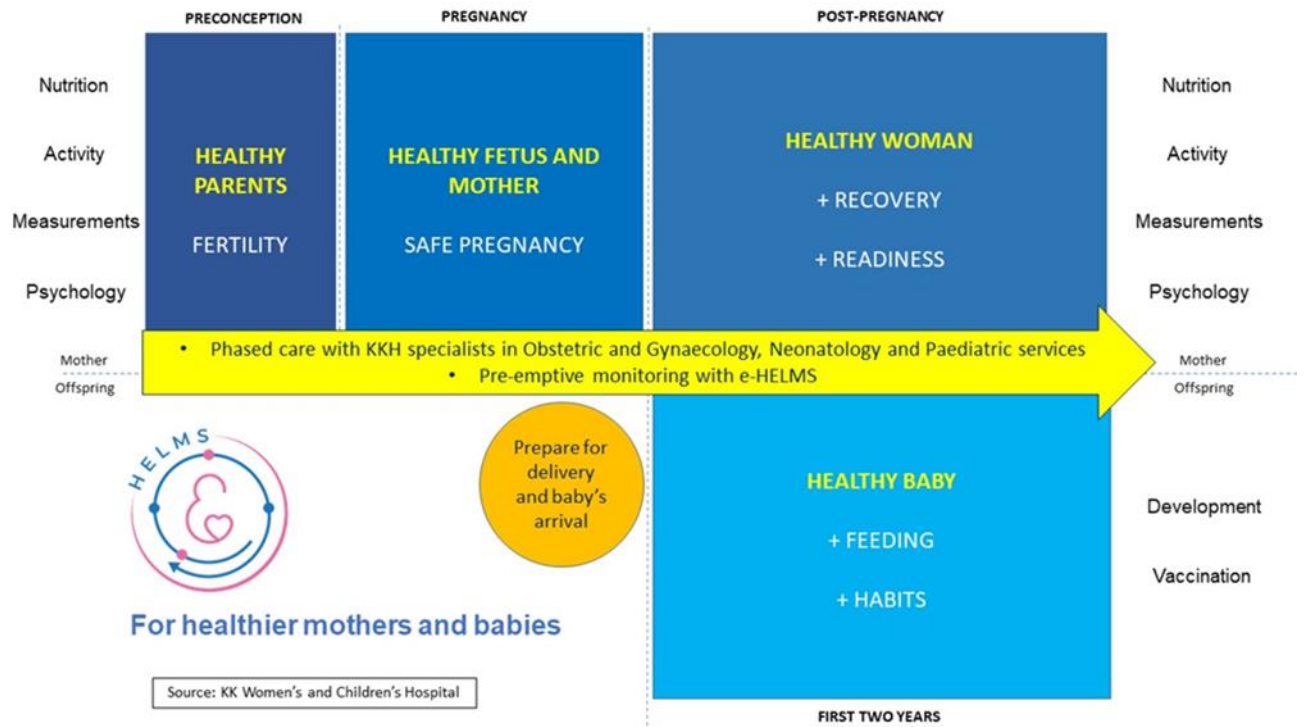 PRECONCEPTION
PREGNANCY
POST-PREGNANCY
Nutrition
Activity
Measurements
Psychology
HEALTHY
PARENTS
FERTILITY
HEALTHY FETUS AND
MOTHER
SAFE PREGNANCY
HEALTHY WOMAN
+ RECOVERY
+ READINESS
Nutrition
Activity
Measurements
Psychology
Mother
Offspring
• Phased care with KKH specialists in Obstetric and Gynaecology, Neonatology and Paediatric services
• Pre-emptive monitoring with e-HELMS
Mother
Offspring
HELMS
For healthier mothers and babies
Source: KK Women's and Children's Hospital
Prepare for
delivery
and baby's
arrival
HEALTHY BABY
+ FEEDING
+ HABITS
Development
Vaccination
FIRST TWO YEARS